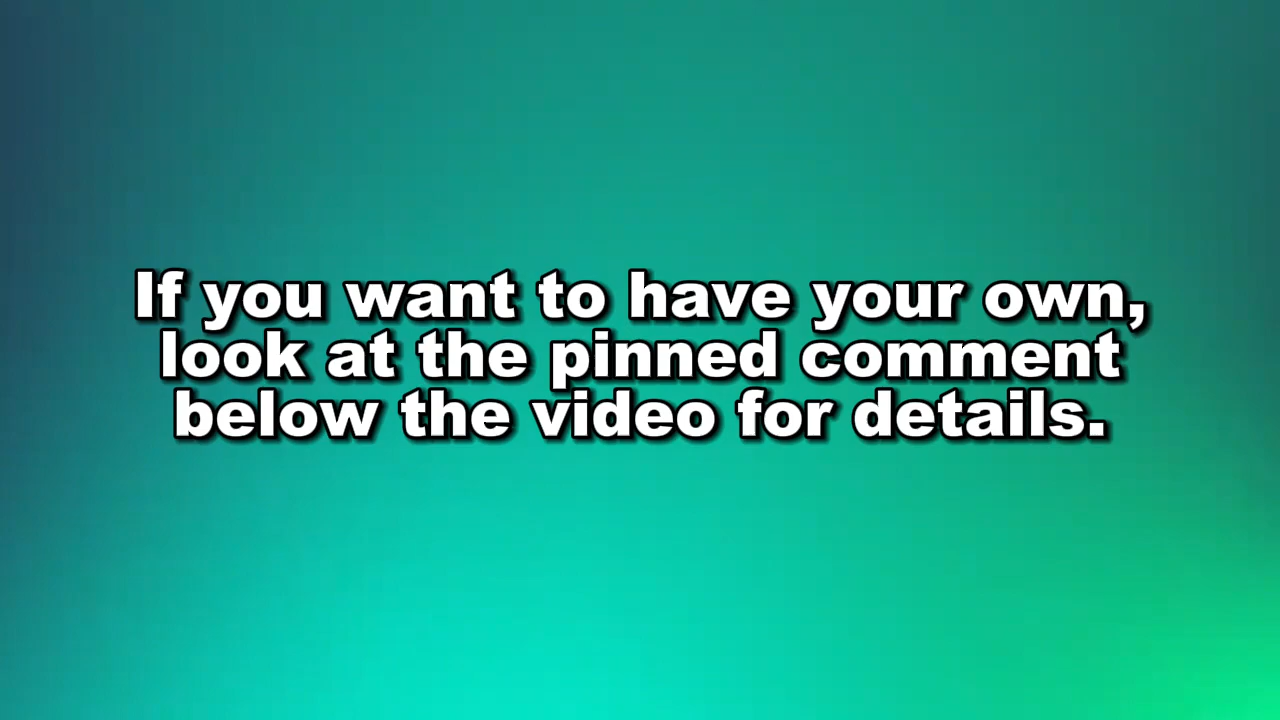 If you want to have your own,
look at the pinned comment
below the video for details.